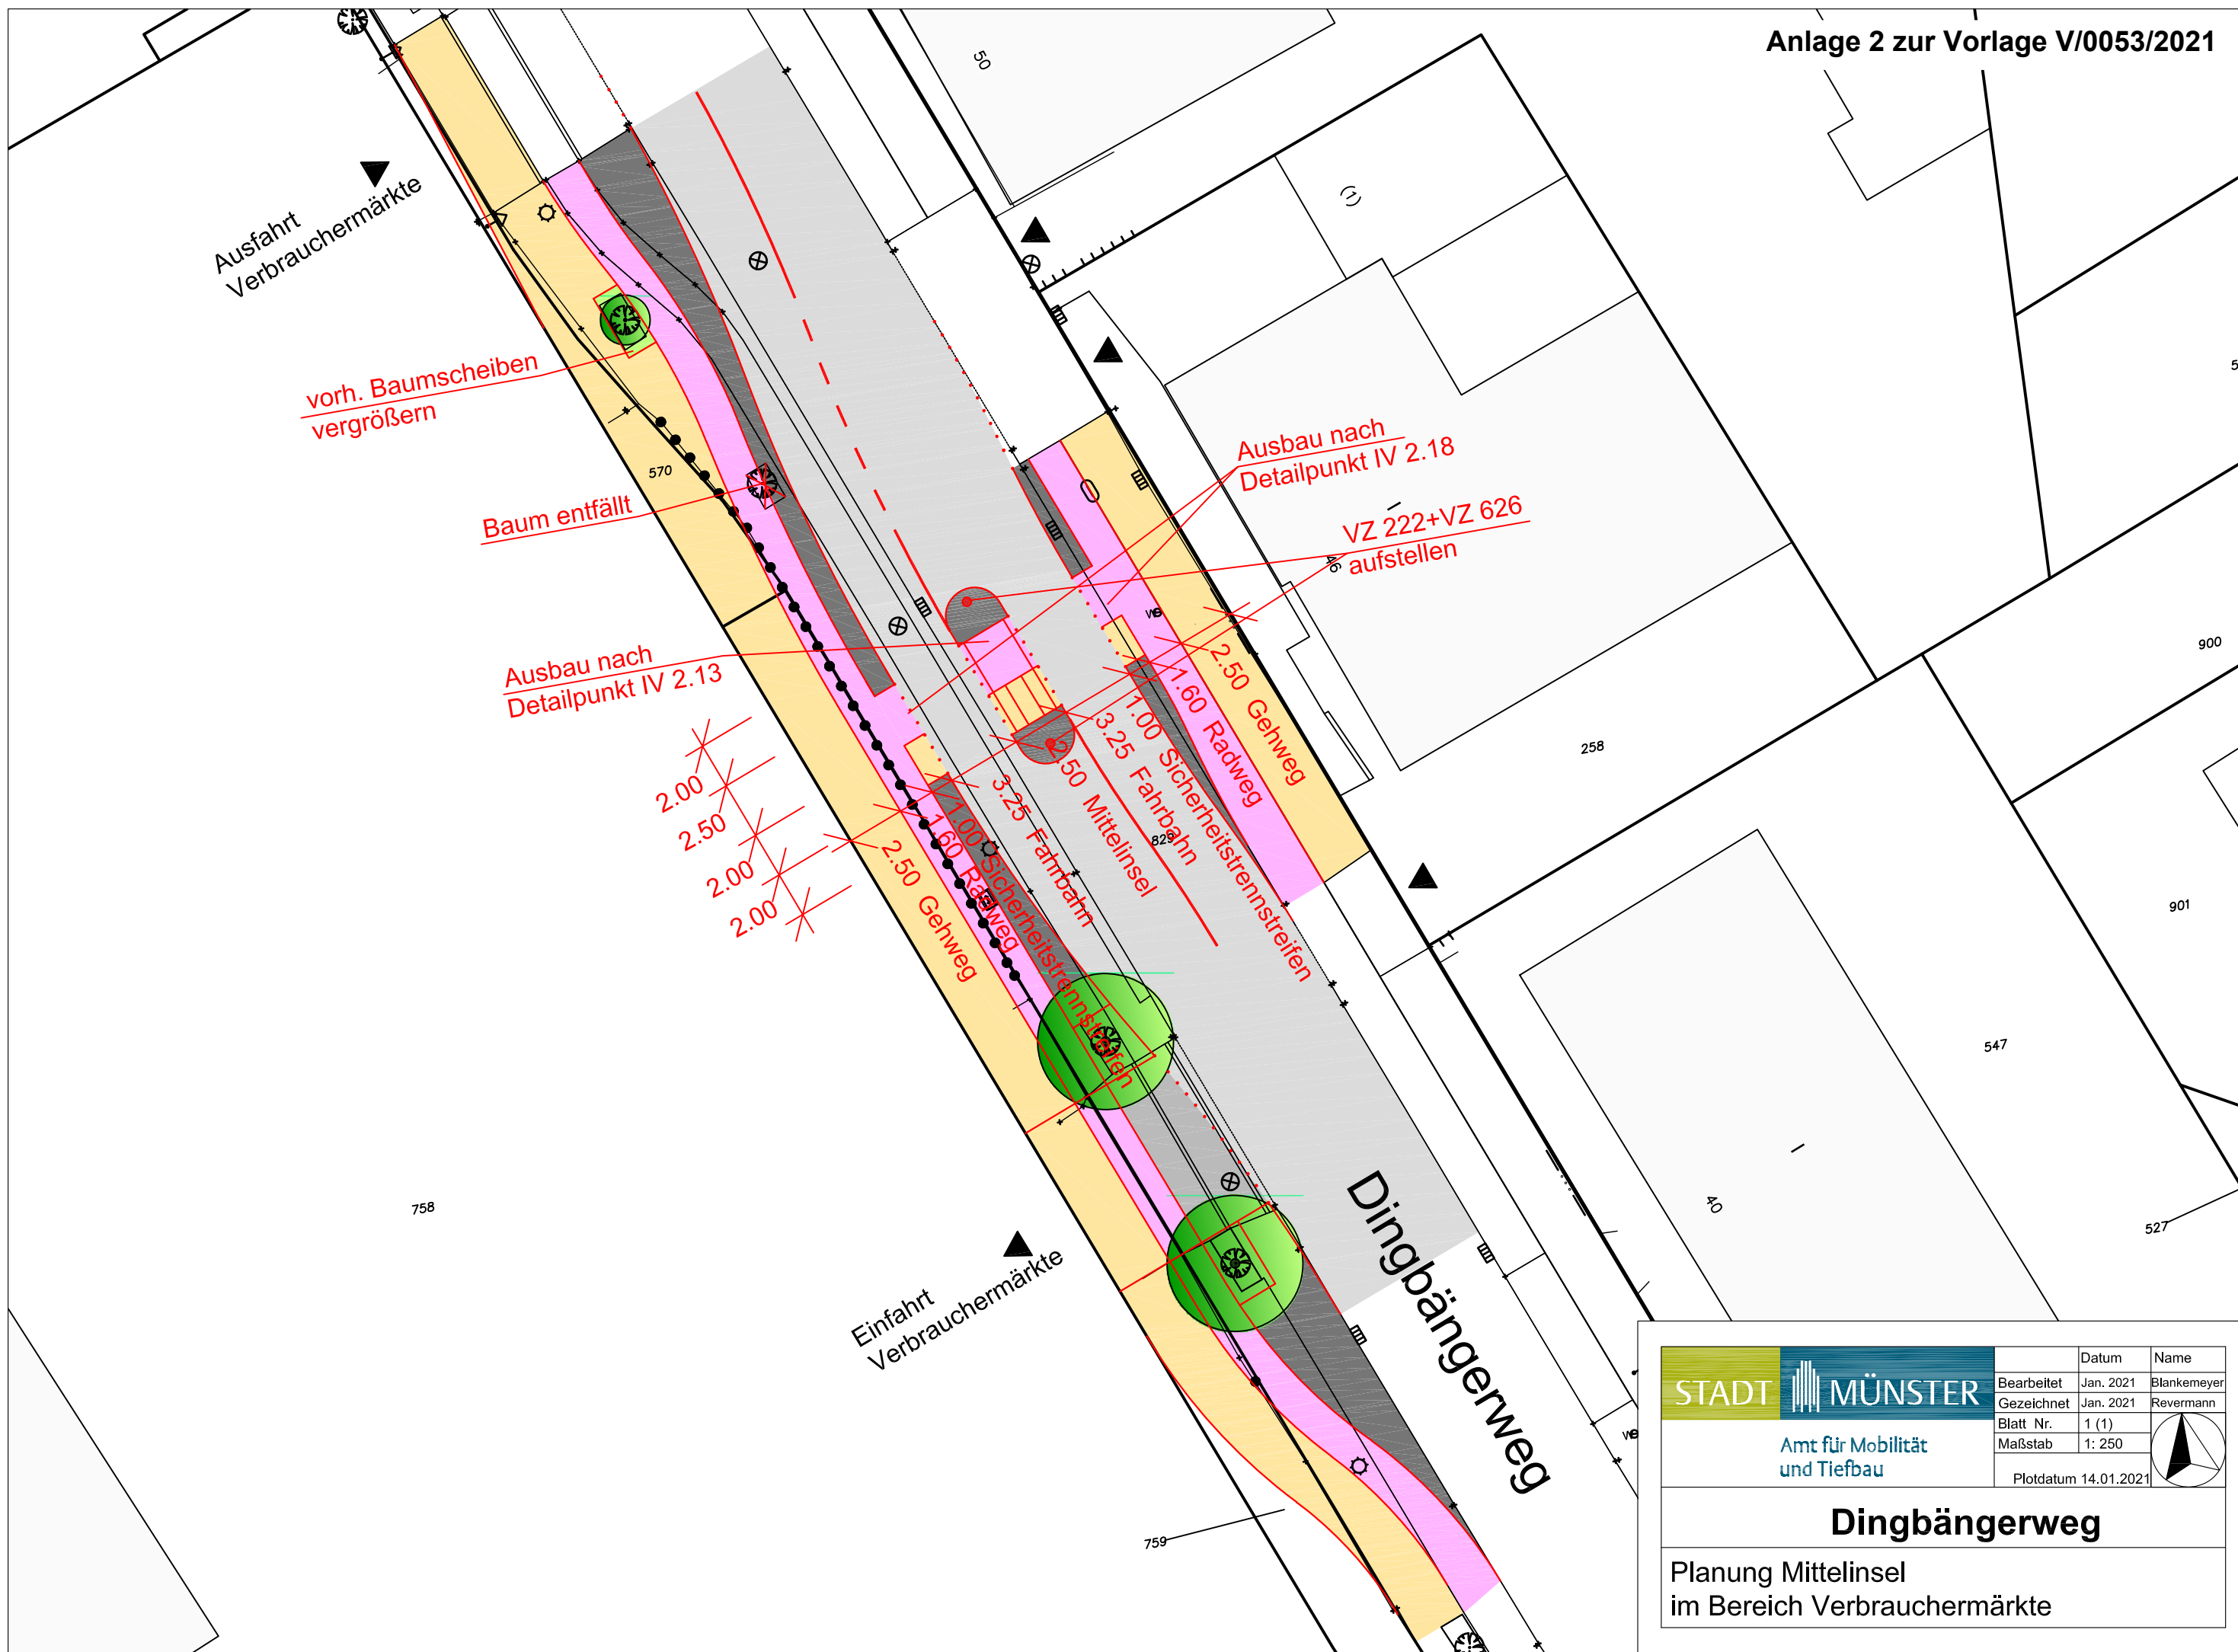 Anlage 2 zur Vorlage V/0053/2021
50
(1)
Ausfahrt
Verbrauchermärkte
vorh. Baumscheiben
vergrößern
570
Baum entfällt
Ausbau nach
Detailpunkt IV 2.18
VZ 222+VZ 626
aufstellen
46
I
Ausbau nach
Detailpunkt IV 2.13
2.00
2.50
2.00
2.00
2.50 Gehweg
1.60 Radweg
1.00 Sicherheitstrennstreifen
3.25 Fahrbahn
2.50 Mittelinsel
3.25 Fahrbahn
1.00 Sicherheitstrennstreifen
1.60 Radweg
2.50 Gehweg
829
258
900
901
547
527
40
I
758
759
Einfahrt
Verbrauchermärkte
Dingbängerweg
STADT MÜNSTER
Amt für Mobilität
und Tiefbau
Datum Name
Bearbeitet Jan. 2021 Blankemeyer
Gezeichnet Jan. 2021 Revermann
Blatt Nr. 1 (1)
Maßstab 1: 250
Plotdatum 14.01.2021
Dingbängerweg
Planung Mittelinsel
im Bereich Verbrauchermärkte